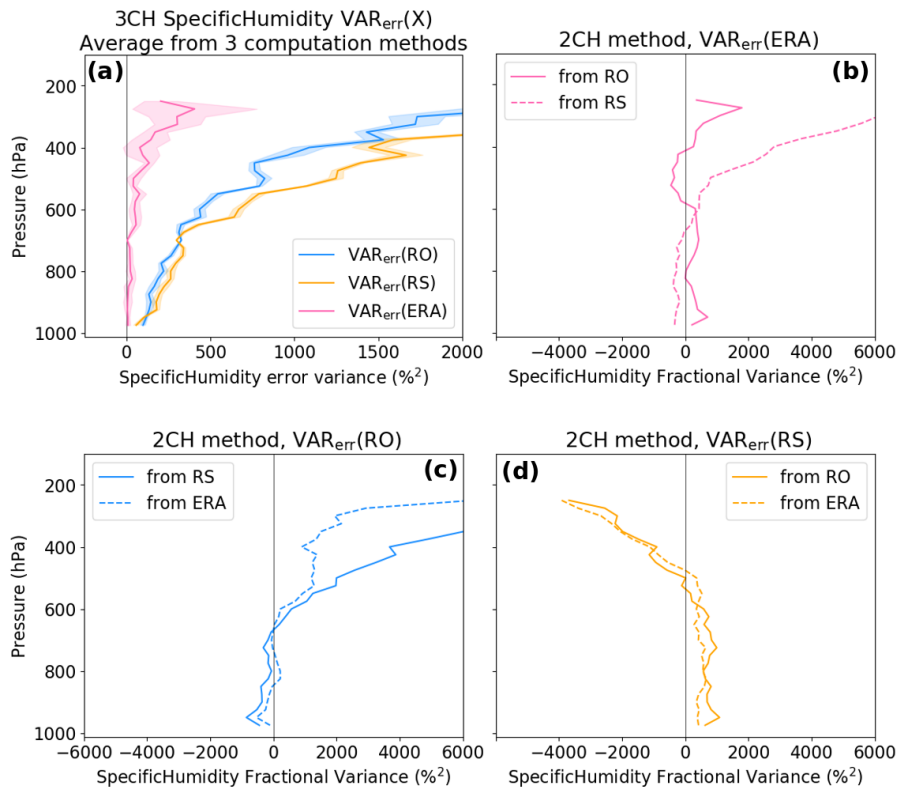 3CH SpecificHumidity VARerr(X)
Average from 3 computation methods
(a)
200
400
600
800
1000
Pressure (hPa)
VARerr(RO)
VARerr(RS)
VARerr(ERA)
0 500 1000 1500 2000
SpecificHumidity error variance (%²)
2CH method, VARerr(ERA)
(b)
from RO
from RS
−4000 −2000 0 2000 4000 6000
SpecificHumidity Fractional Variance (%²)
2CH method, VARerr(RO)
(c)
from RS
from ERA
200
400
600
800
1000
Pressure (hPa)
−6000 −4000 −2000 0 2000 4000 6000
SpecificHumidity Fractional Variance (%²)
2CH method, VARerr(RS)
(d)
from RO
from ERA
−4000 −2000 0 2000 4000 6000
SpecificHumidity Fractional Variance (%²)